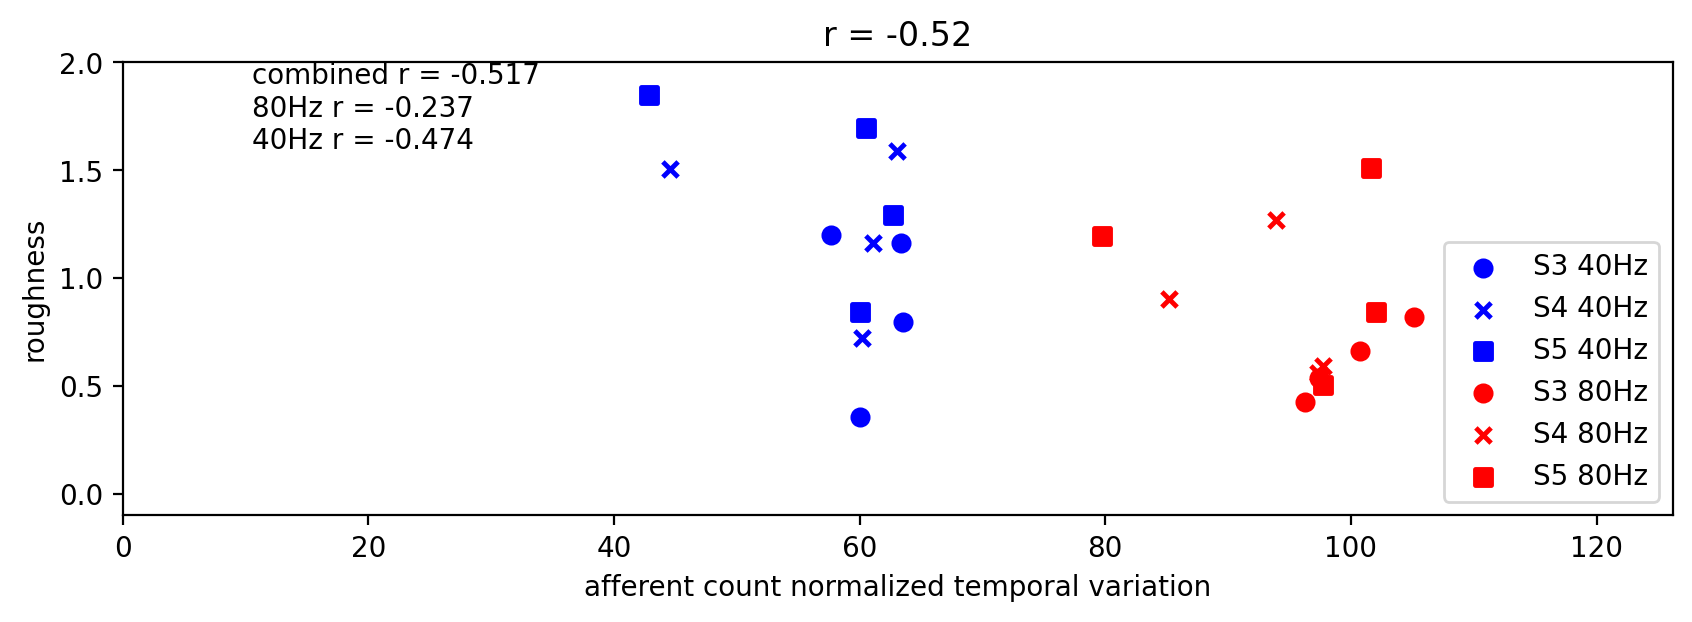 r = -0.52
combined r = -0.517
80Hz r = -0.237
40Hz r = -0.474
2.0
1.5
1.0
0.5
0.0
roughness
S3 40Hz
S4 40Hz
S5 40Hz
S3 80Hz
S4 80Hz
S5 80Hz
0 20 40 60 80 100 120
afferent count normalized temporal variation